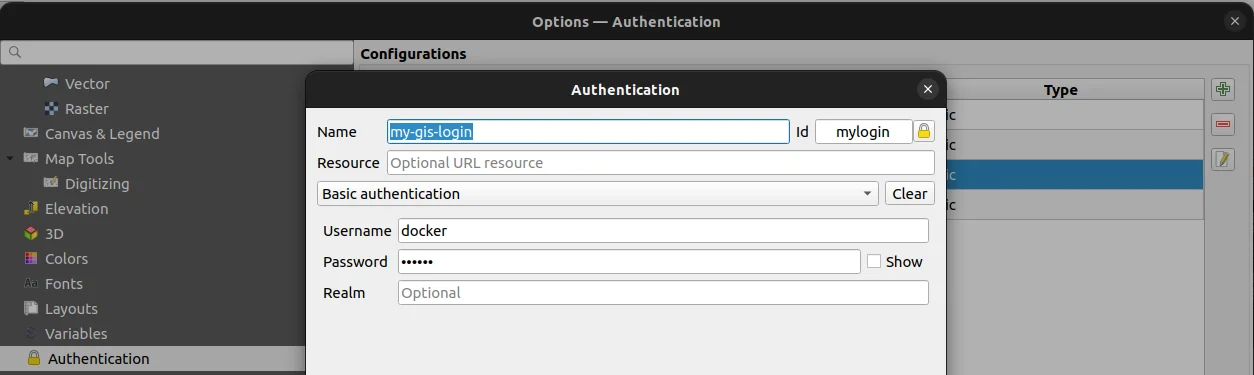 Options — Authentication
Configurations
Vector
Raster
Canvas & Legend
Map Tools
Digitizing
Elevation
3D
Colors
Aa Fonts
Layouts
ε Variables
Authentication
Authentication
Name my-gis-login Id mylogin
Resource Optional URL resource
Basic authentication Clear
Username docker
Password •••••• Show
Realm Optional
Type
ic
ic
ic
ic